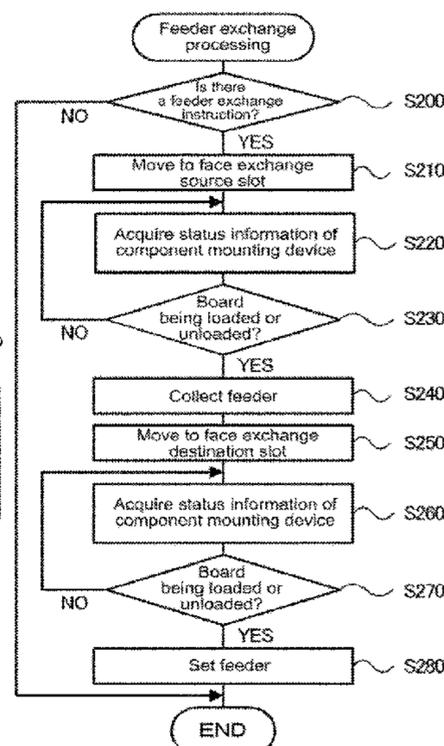 Feeder exchange
processing
Is there
a feeder exchange
instruction?
S200
NO
YES
Move to face exchange
source slot
S210
Acquire status information of
component mounting device
S220
Board
being loaded or
unloaded?
S230
NO
YES
Collect feeder
S240
Move to face exchange
destination slot
S250
Acquire status information of
component mounting device
S260
Board
being loaded or
unloaded?
S270
NO
YES
Set feeder
S280
END